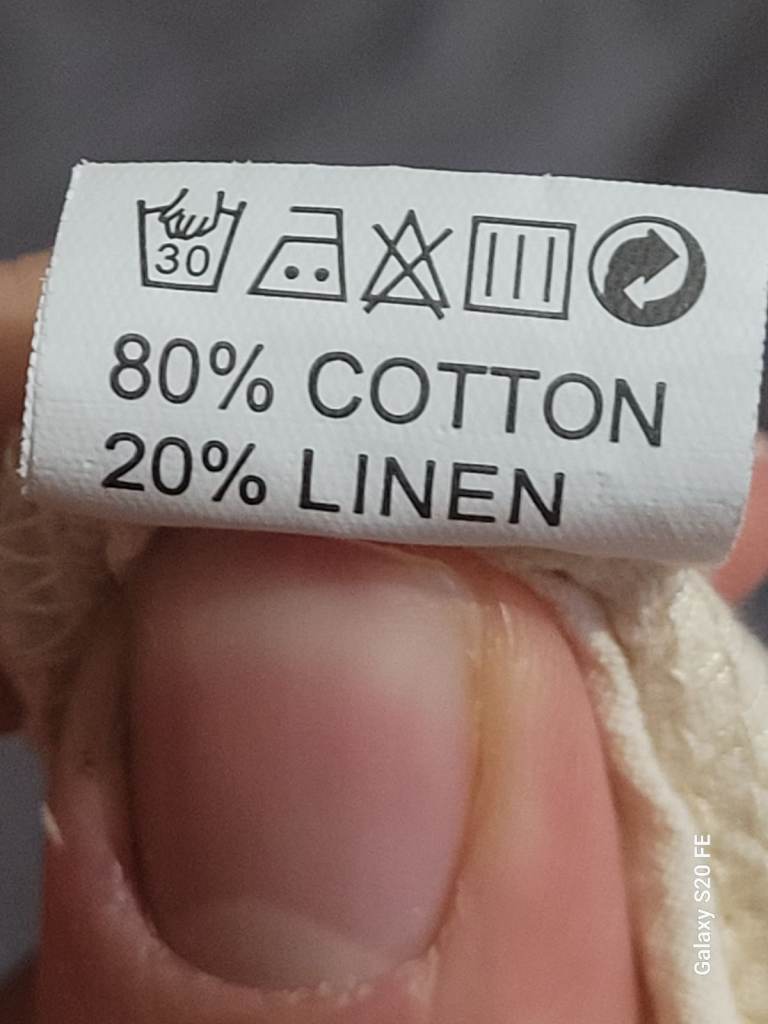 30
80% COTTON
20% LINEN
Galaxy S20 FE